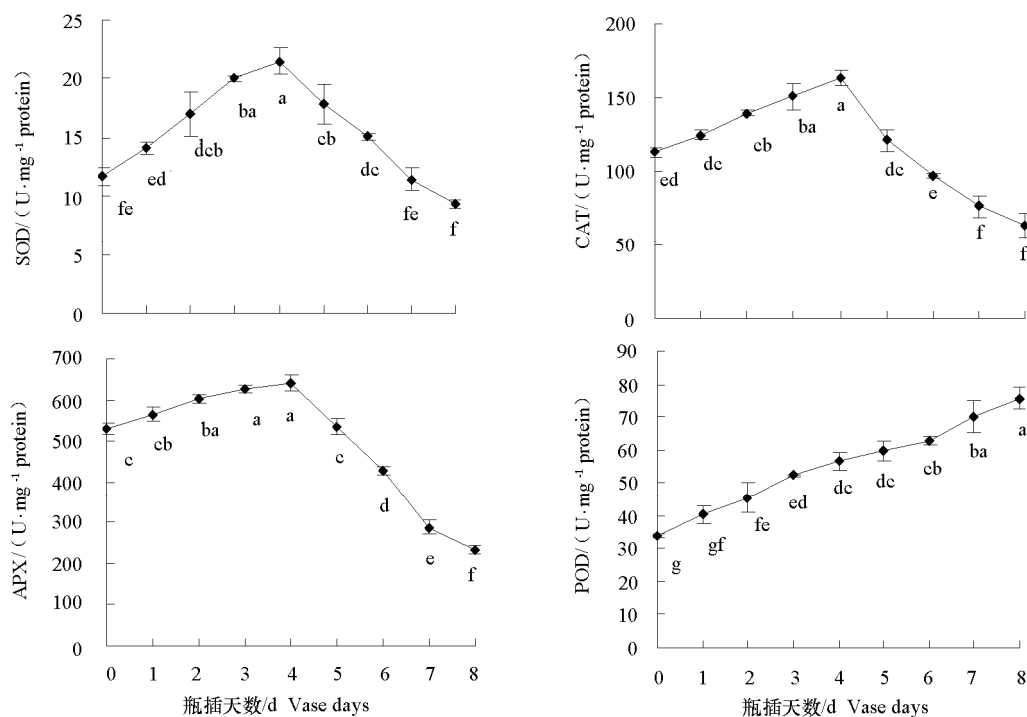 SOD/（U·mg⁻¹ protein）
25
20
15
10
5
0
fe
ed
dcb
ba
a
cb
dc
fe
f
CAT/（U·mg⁻¹ protein）
200
150
100
50
0
ed
dc
cb
ba
a
dc
e
f
f
APX/（U·mg⁻¹ protein）
700
600
500
400
300
200
100
0
c
cb
ba
a
a
c
d
e
f
0 1 2 3 4 5 6 7 8
瓶插天数/d Vase days
POD/（U·mg⁻¹ protein）
90
80
70
60
50
40
30
20
10
0
g
gf
fe
ed
dc
dc
cb
ba
a
0 1 2 3 4 5 6 7 8
瓶插天数/d Vase days